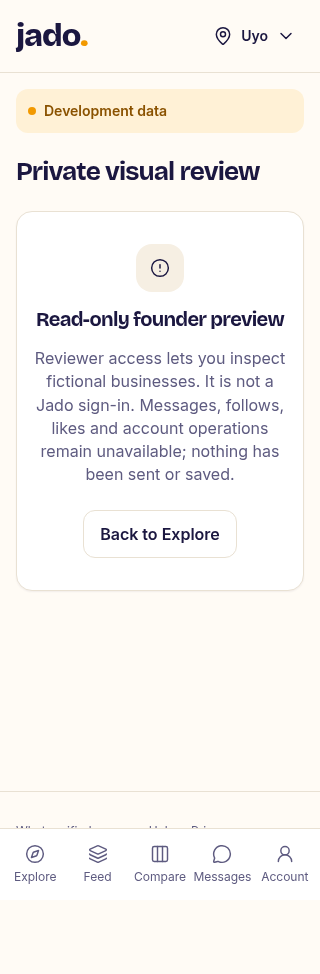 jado.
Uyo
Development data
Private visual review
Read-only founder preview
Reviewer access lets you inspect
fictional businesses. It is not a
Jado sign-in. Messages, follows,
likes and account operations
remain unavailable; nothing has
been sent or saved.
Back to Explore
Explore Feed Compare Messages Account